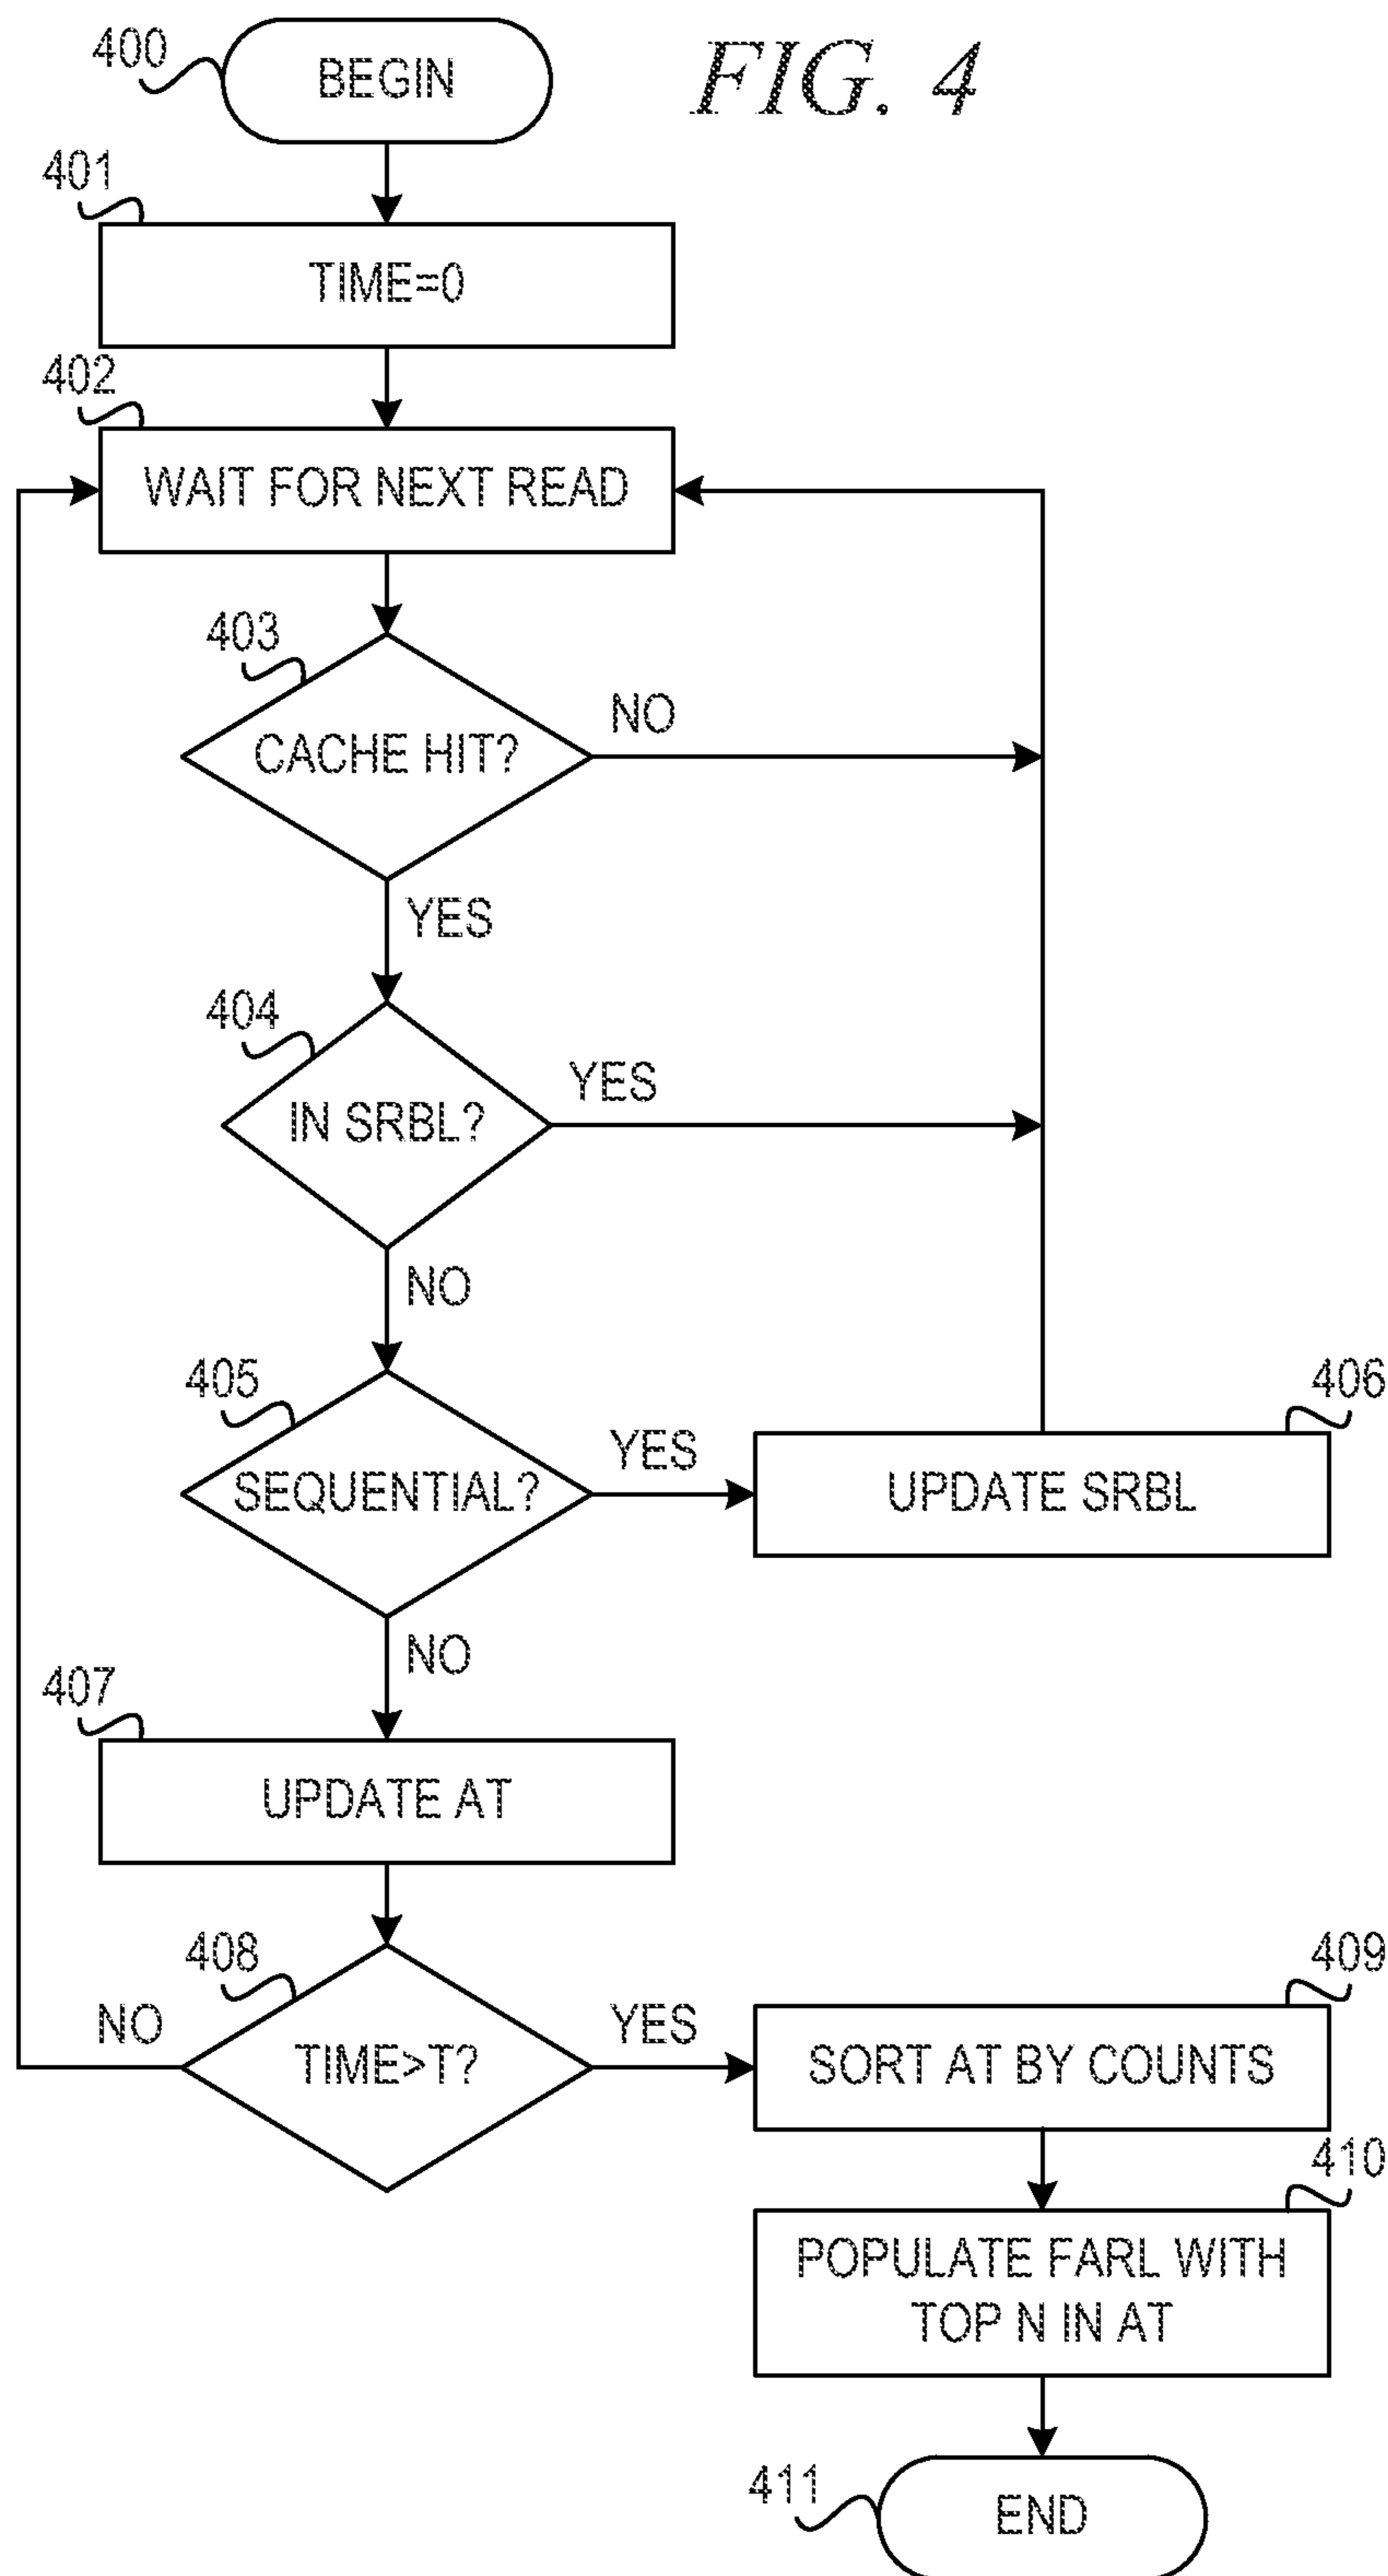 400
BEGIN
FIG. 4
401
TIME=0
402
WAIT FOR NEXT READ
403
CACHE HIT?
NO
YES
404
IN SRBL?
YES
NO
405
SEQUENTIAL?
YES
406
UPDATE SRBL
NO
407
UPDATE AT
408
NO
TIME>T?
YES
409
SORT AT BY COUNTS
410
POPULATE FARL WITH
TOP N IN AT
411
END